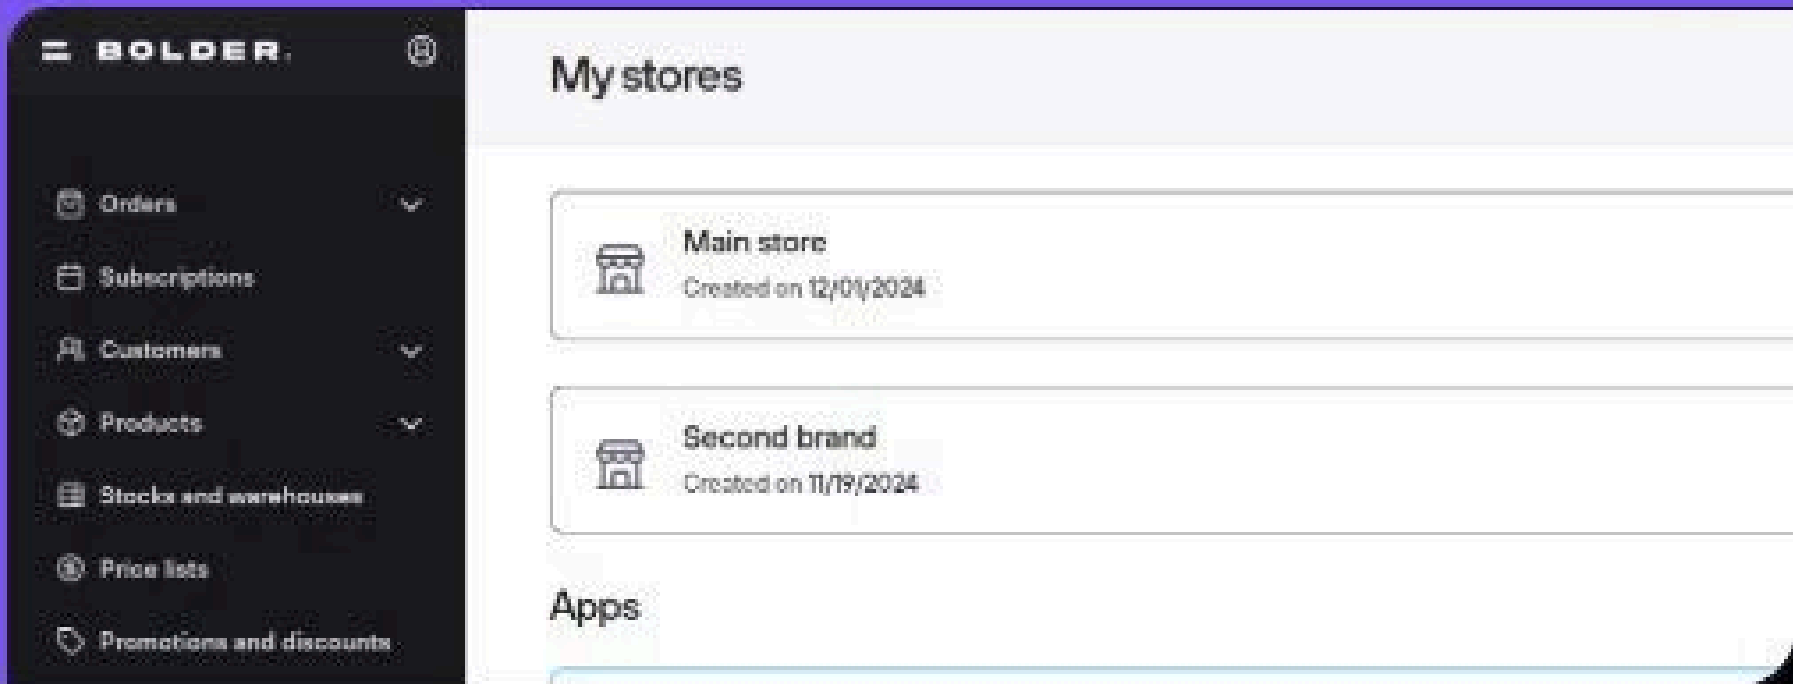 BOLDER.
Orders
Subscriptions
Customers
Products
Stocks and warehouses
Price lists
Promotions and discounts
My stores
Main store
Created on 12/01/2024
Second brand
Created on 11/19/2024
Apps